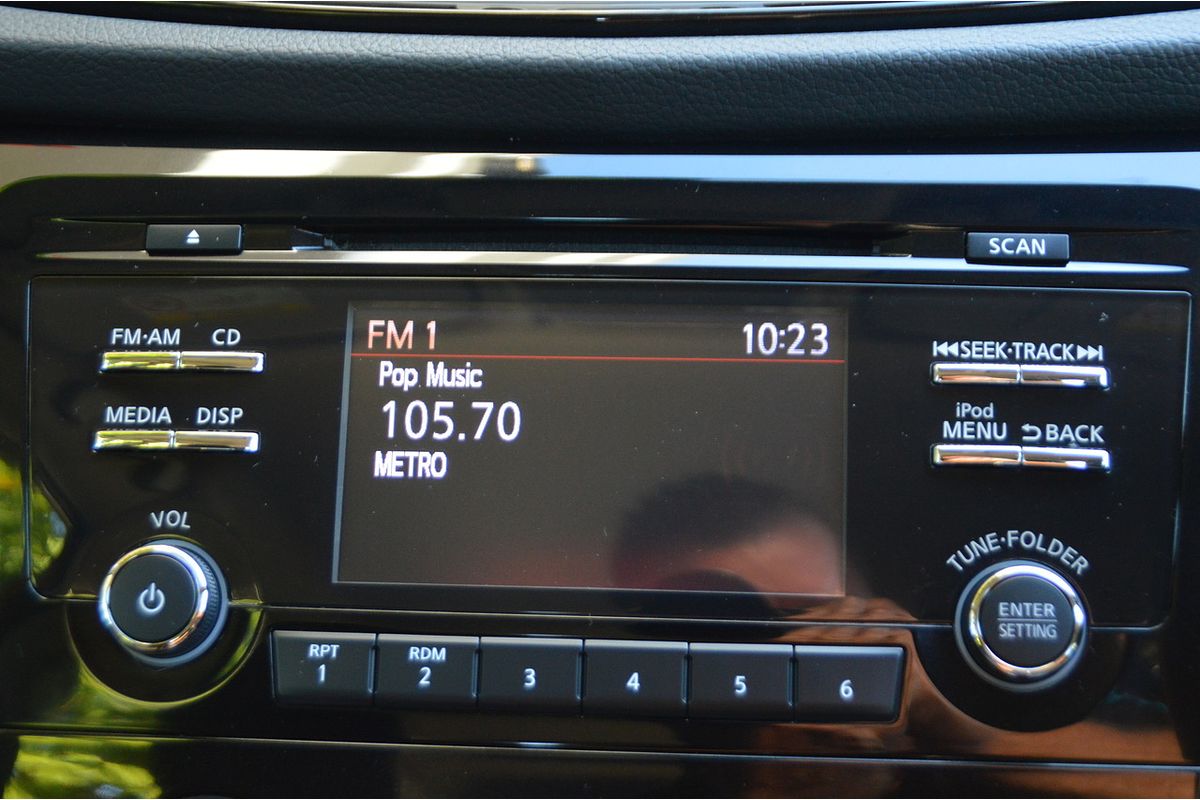 SCAN
FM·AM CD
FM 1 10:23
⏮SEEK·TRACK⏭
Pop Music
MEDIA DISP
105.70
iPod
MENU ⮌BACK
METRO
VOL
TUNE·FOLDER
ENTER
SETTING
RPT RDM
1 2 3 4 5 6